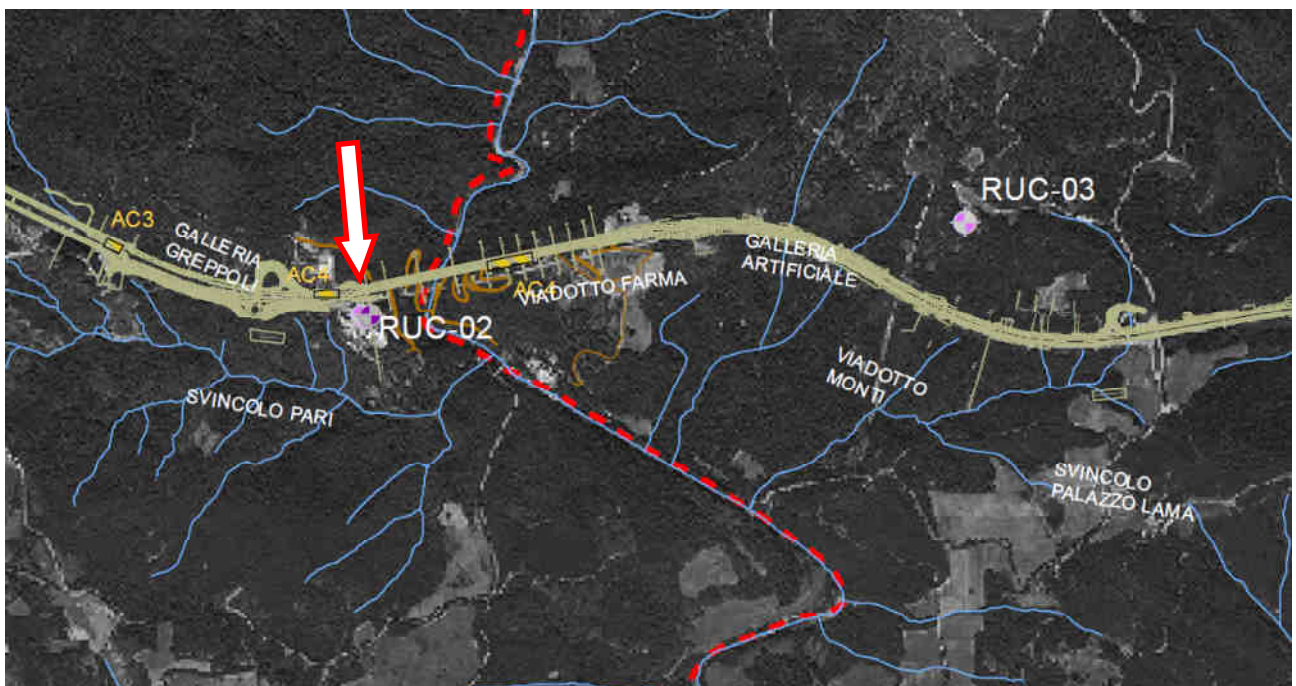 RUC-03
AC3
GALLERIA
GREPPOLI
GALLERIA
ARTIFICIALE
AC4
AC4
VIADOTTO FARMA
RUC-02
VIADOTTO
MONTI
SVINCOLO PARI
SVINCOLO
PALAZZO LAMA